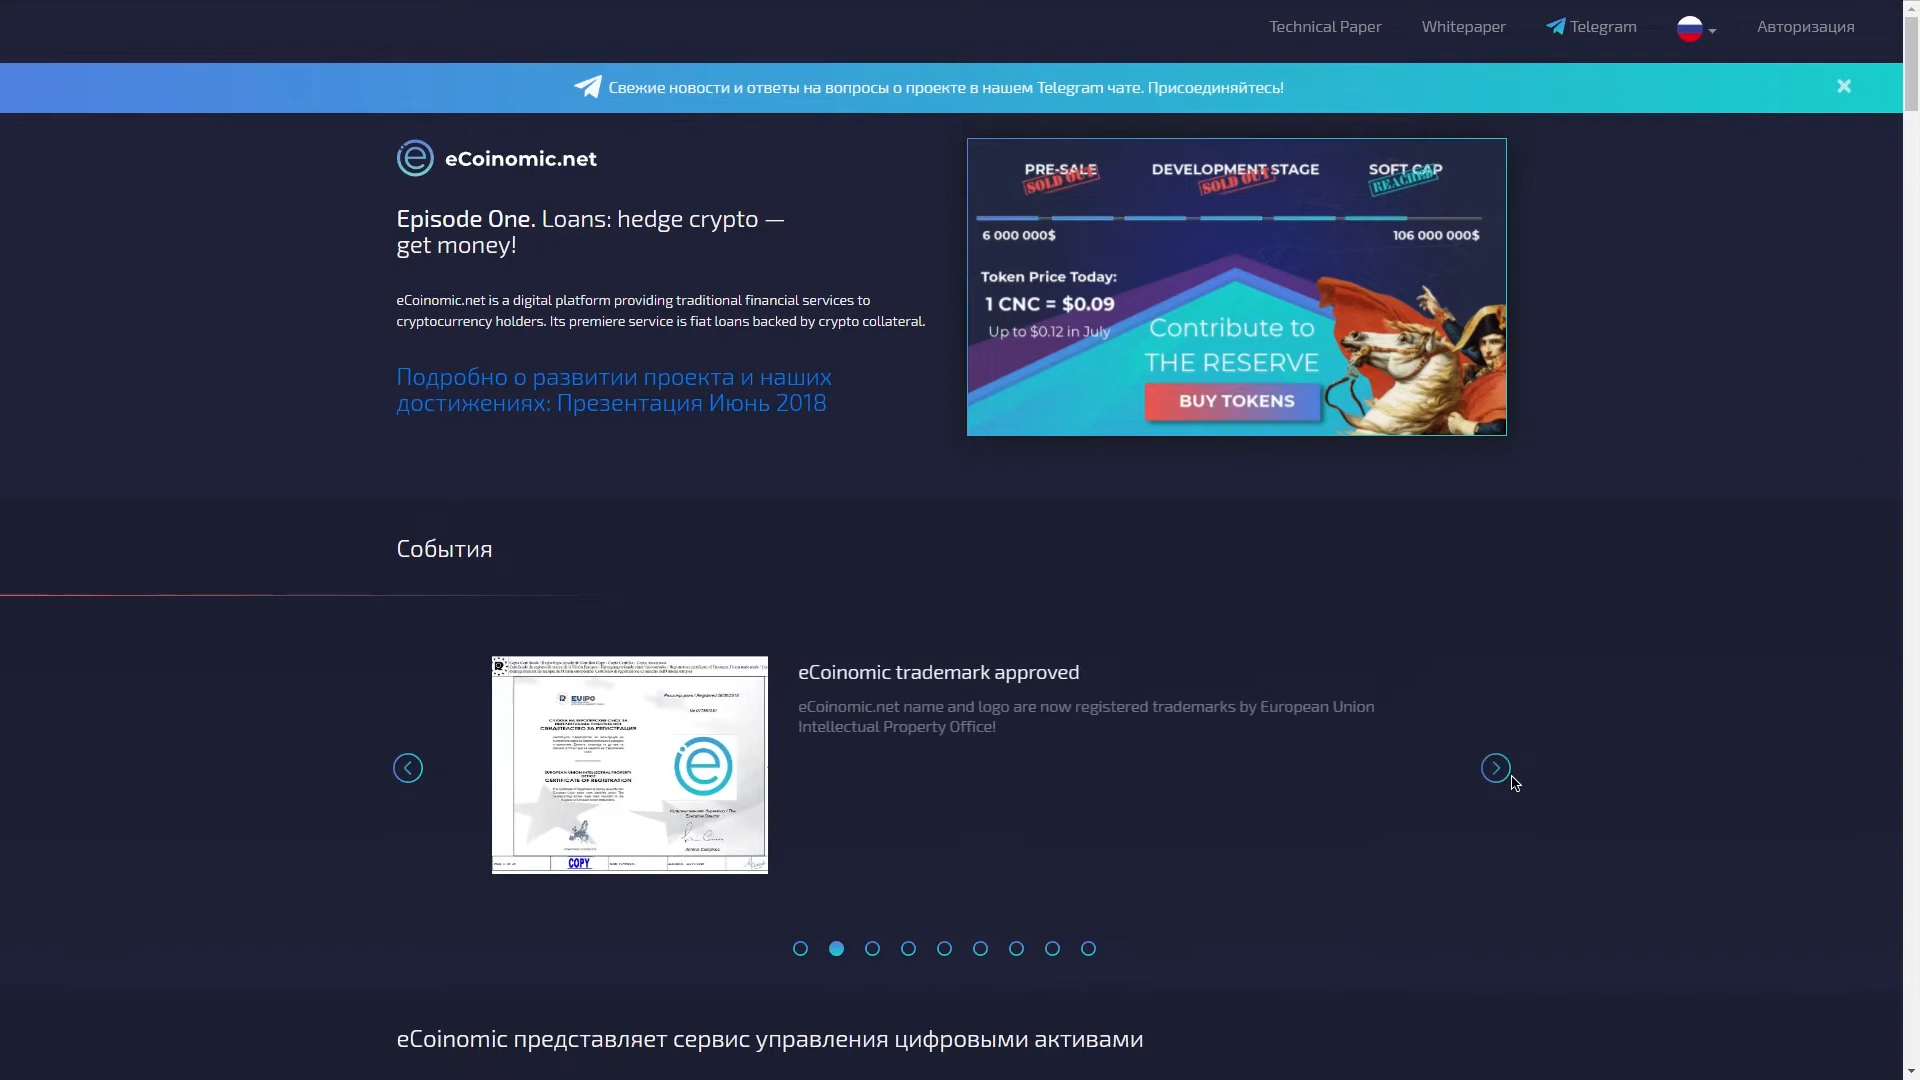 Technical Paper
Whitepaper
Telegram
Авторизация
Свежие новости и ответы на вопросы о проекте в нашем Telegram чате. Присоединяйтесь!
eCoinomic.net
Episode One. Loans: hedge crypto —
get money!
eCoinomic.net is a digital platform providing traditional financial services to
cryptocurrency holders. Its premiere service is fiat loans backed by crypto collateral.
Подробно о развитии проекта и наших
достижениях: Презентация Июнь 2018
PRE-SALE
SOLD OUT
DEVELOPMENT STAGE
SOLD OUT
SOFT CAP
REACHED
6 000 000$
106 000 000$
Token Price Today:
1 CNC = $0.09
Up to $0.12 in July
Contribute to
THE RESERVE
BUY TOKENS
События
EUIPO
СВИДЕТЕЛСТВО ЗА РЕГИСТРАЦИЯ
CERTIFICATE OF REGISTRATION
COPY
eCoinomic trademark approved
eCoinomic.net name and logo are now registered trademarks by European Union
Intellectual Property Office!
eCoinomic представляет сервис управления цифровыми активами